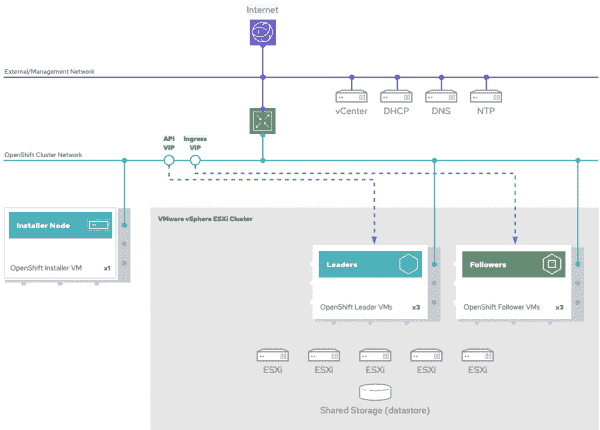 Internet
External/Management Network
vCenter
DHCP
DNS
NTP
API
VIP
Ingress
VIP
OpenShift Cluster Network
Installer Node
OpenShift Installer VM
x1
VMware vSphere ESXi Cluster
Leaders
OpenShift Leader VMs
x3
Followers
OpenShift Follower VMs
x3
ESXi
ESXi
ESXi
ESXi
ESXi
Shared Storage (datastore)